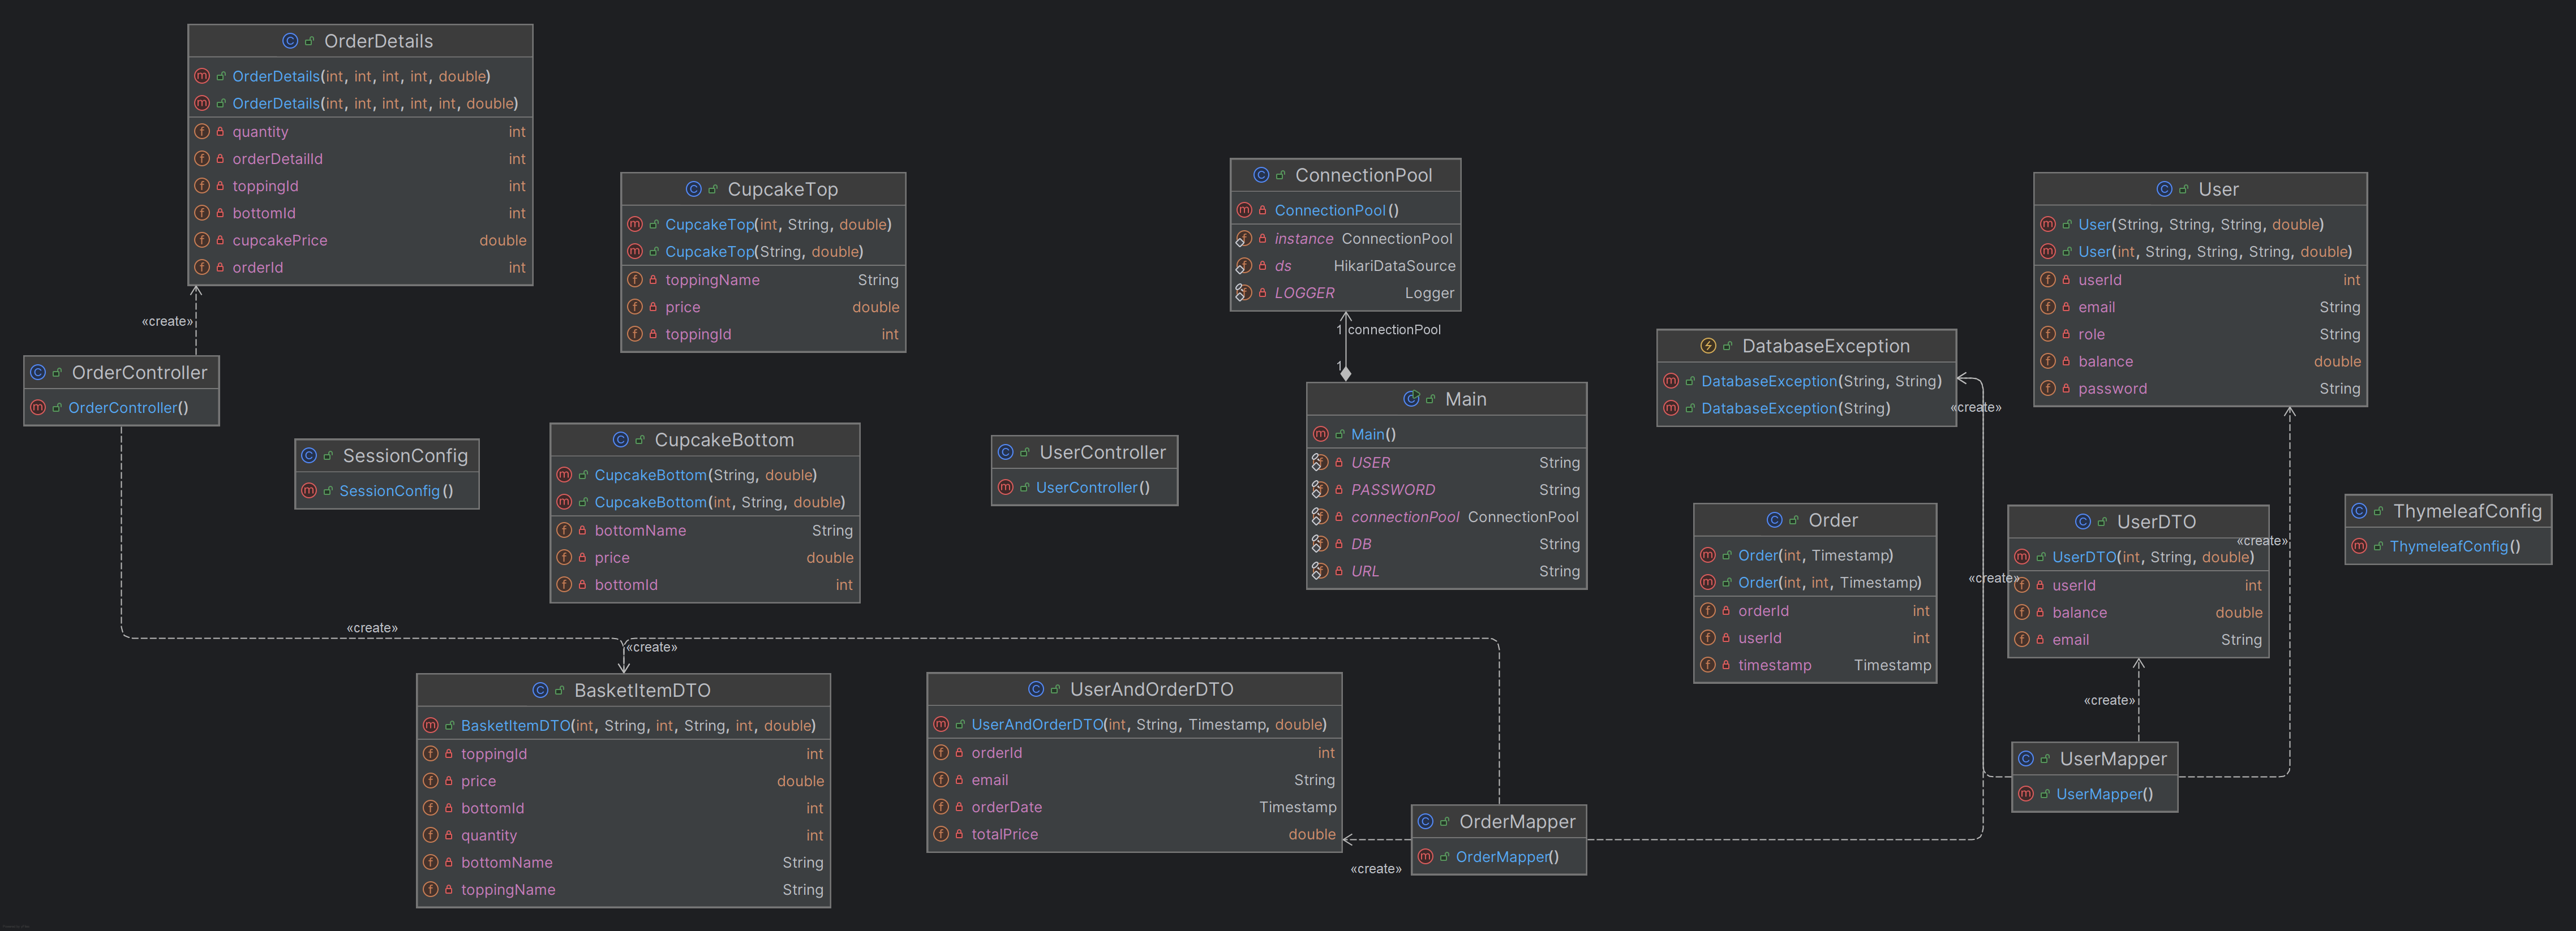 OrderDetails
OrderDetails(int, int, int, int, double)
OrderDetails(int, int, int, int, int, double)
quantity int
orderDetailId int
toppingId int
bottomId int
cupcakePrice double
orderId int
«create»
OrderController
OrderController()
SessionConfig
SessionConfig()
CupcakeTop
CupcakeTop(int, String, double)
CupcakeTop(String, double)
toppingName String
price double
toppingId int
CupcakeBottom
CupcakeBottom(String, double)
CupcakeBottom(int, String, double)
bottomName String
price double
bottomId int
«create»
«create»
BasketItemDTO
BasketItemDTO(int, String, int, String, int, double)
toppingId int
price double
bottomId int
quantity int
bottomName String
toppingName String
UserController
UserController()
ConnectionPool
ConnectionPool()
instance ConnectionPool
ds HikariDataSource
LOGGER Logger
1 connectionPool
1
Main
Main()
USER String
PASSWORD String
connectionPool ConnectionPool
DB String
URL String
UserAndOrderDTO
UserAndOrderDTO(int, String, Timestamp, double)
orderId int
email String
orderDate Timestamp
totalPrice double
«create»
OrderMapper
OrderMapper()
DatabaseException
DatabaseException(String, String)
DatabaseException(String)
«create»
Order
Order(int, Timestamp)
Order(int, int, Timestamp)
orderId int
userId int
timestamp Timestamp
«create»
User
User(String, String, String, double)
User(int, String, String, String, double)
userId int
email String
role String
balance double
password String
«create»
UserDTO
UserDTO(int, String, double)
userId int
balance double
email String
«create»
UserMapper
UserMapper()
ThymeleafConfig
ThymeleafConfig()